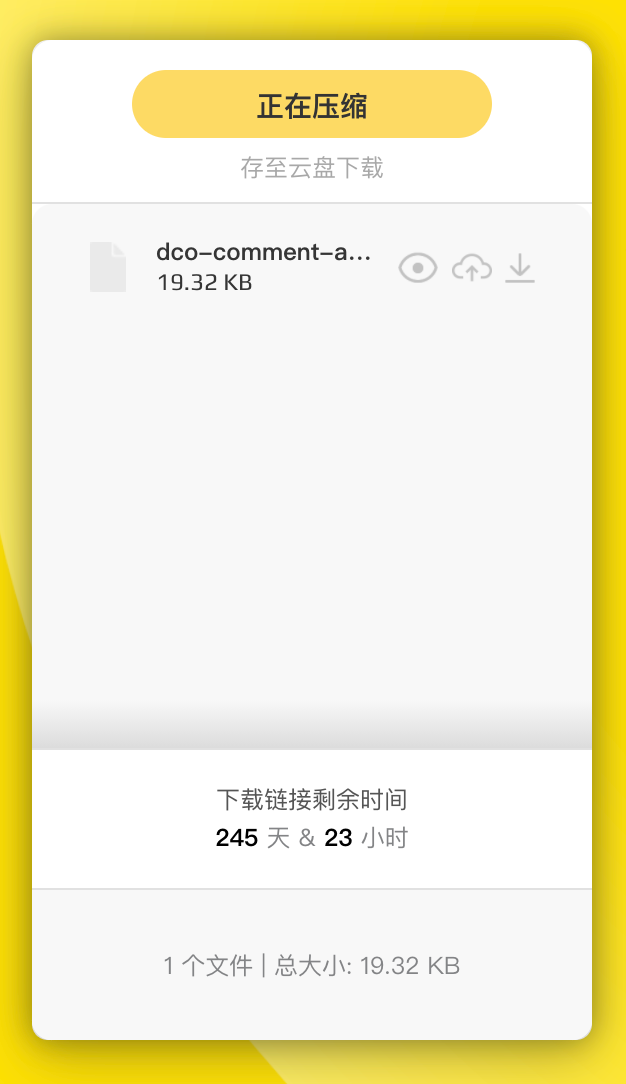 正在压缩
存至云盘下载
dco-comment-a...
19.32 KB
下载链接剩余时间
245 天 & 23 小时
1 个文件 | 总大小: 19.32 KB